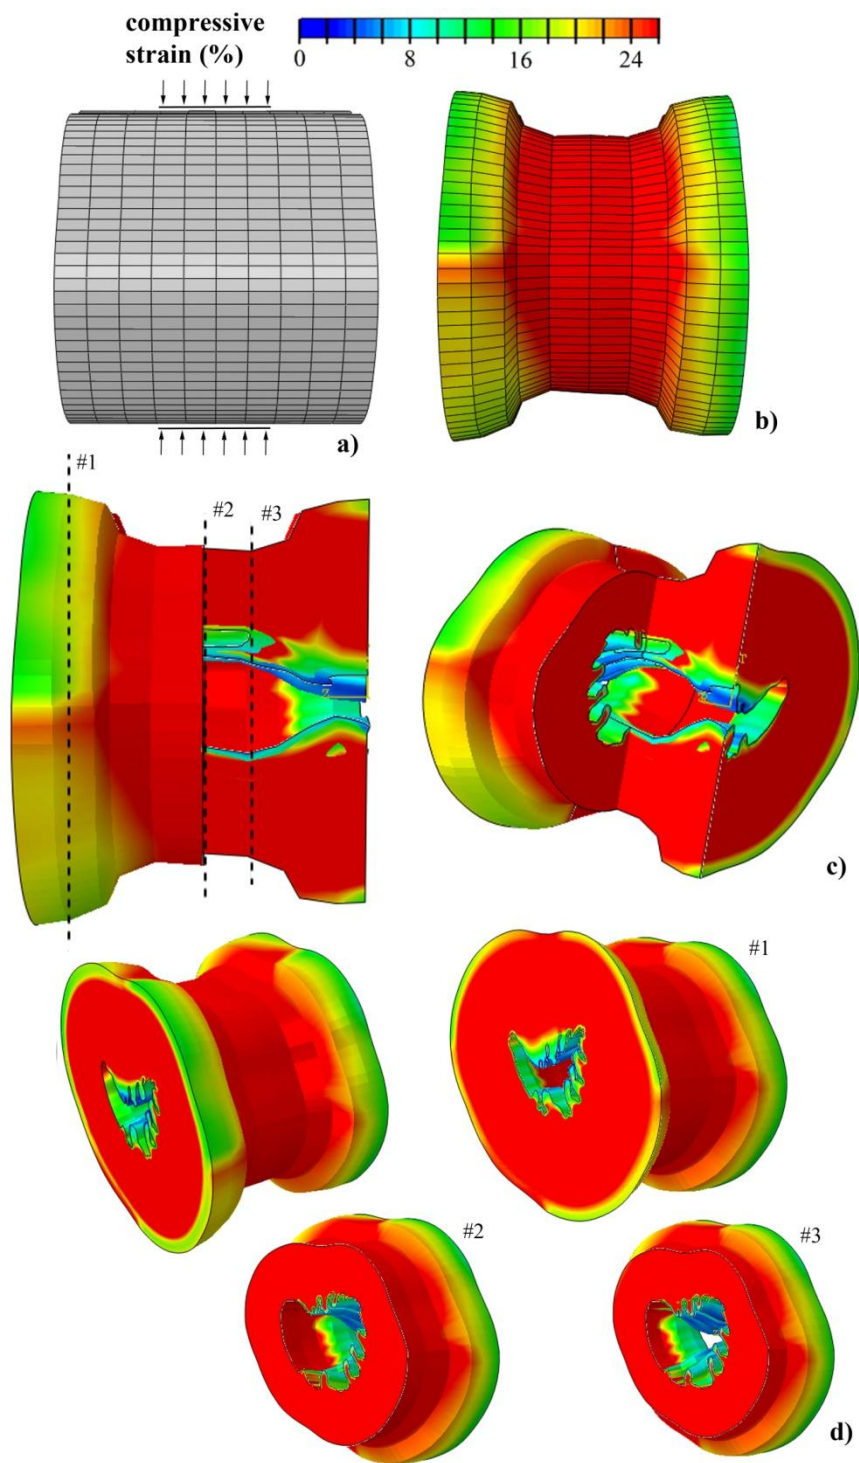 compressive
strain (%)
0 8 16 24
a)
b)
#1
#2
#3
z
r
c)
#1
#2
#3
d)